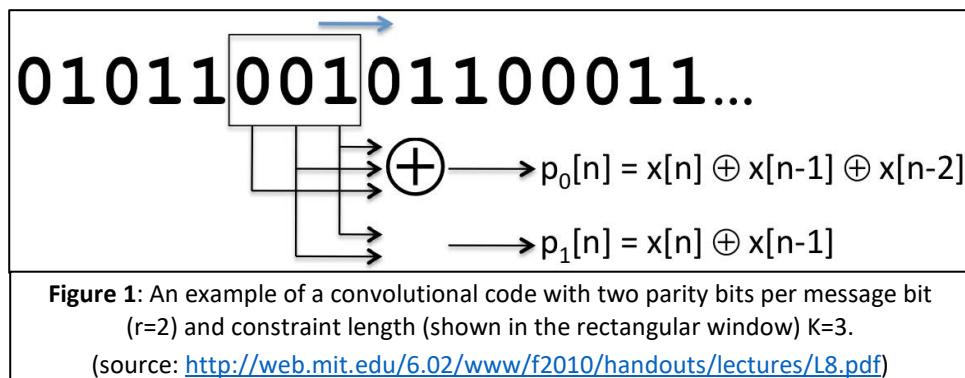 0101100101100011...
p₀[n] = x[n] ⊕ x[n-1] ⊕ x[n-2]
p₁[n] = x[n] ⊕ x[n-1]
Figure 1: An example of a convolutional code with two parity bits per message bit
(r=2) and constraint length (shown in the rectangular window) K=3.
(source: http://web.mit.edu/6.02/www/f2010/handouts/lectures/L8.pdf)